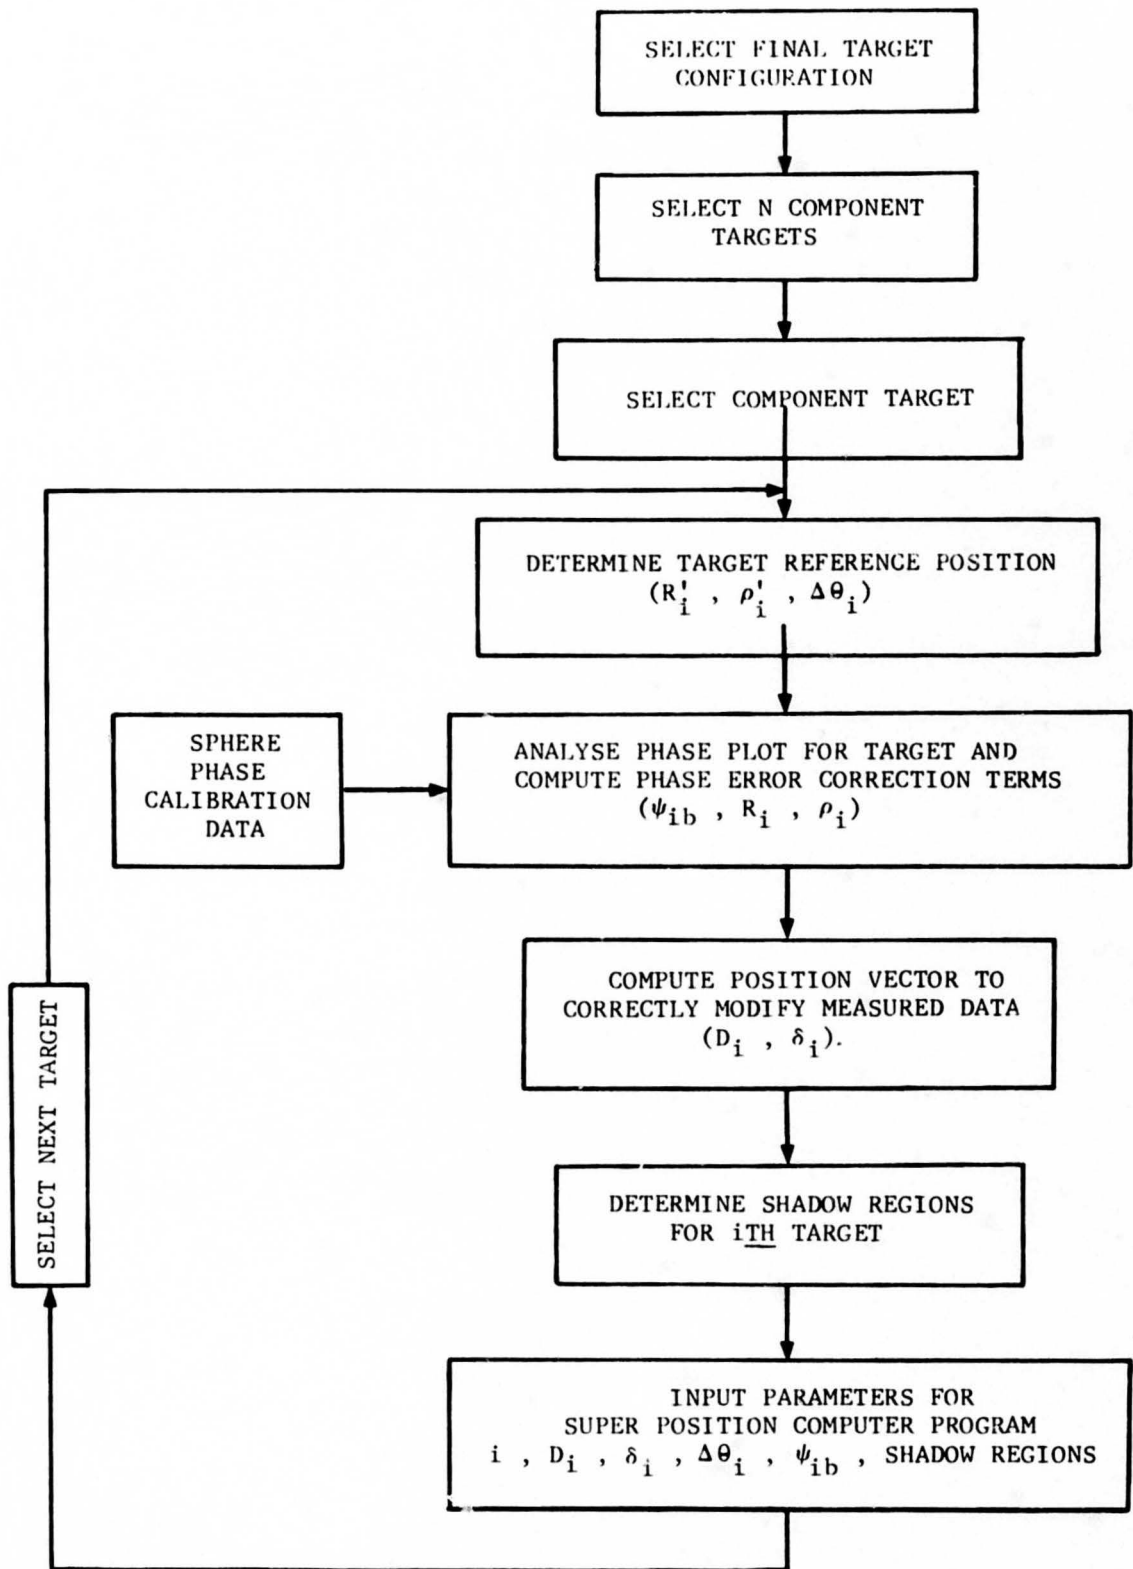 SELECT FINAL TARGET
CONFIGURATION
SELECT N COMPONENT
TARGETS
SELECT COMPONENT TARGET
DETERMINE TARGET REFERENCE POSITION
(R'ᵢ , ρ'ᵢ , Δθᵢ)
SPHERE
PHASE
CALIBRATION
DATA
ANALYSE PHASE PLOT FOR TARGET AND
COMPUTE PHASE ERROR CORRECTION TERMS
(ψ_ib , Rᵢ , ρᵢ)
COMPUTE POSITION VECTOR TO
CORRECTLY MODIFY MEASURED DATA
(Dᵢ , δᵢ).
SELECT NEXT TARGET
DETERMINE SHADOW REGIONS
FOR iTH TARGET
INPUT PARAMETERS FOR
SUPER POSITION COMPUTER PROGRAM
i , Dᵢ , δᵢ , Δθᵢ , ψ_ib , SHADOW REGIONS